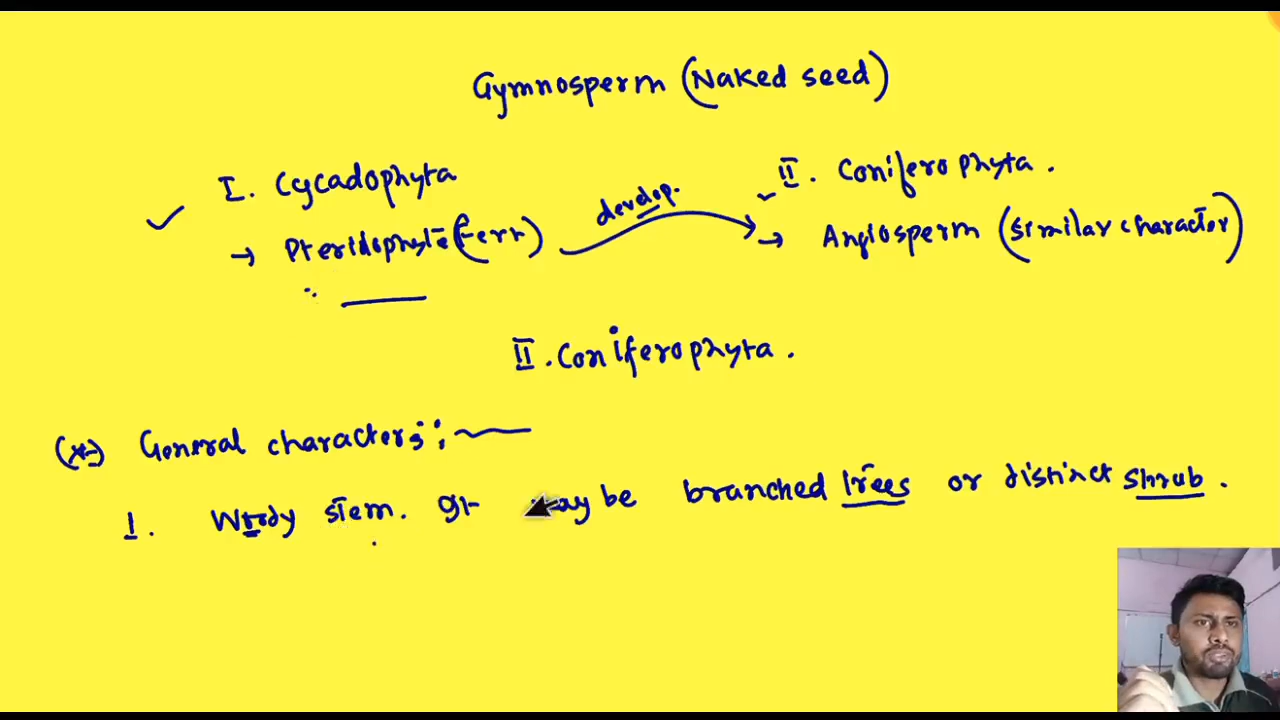 Gymnosperm (Naked seed)
I. Cycadophyta
II. Coniferophyta.
→ Pteridophyte (Fern)
develop.
→ Angiosperm (similar character)
II. Coniferophyta.
(*) General characters;
1. Woody stem. It may be branched trees or distinct shrub.